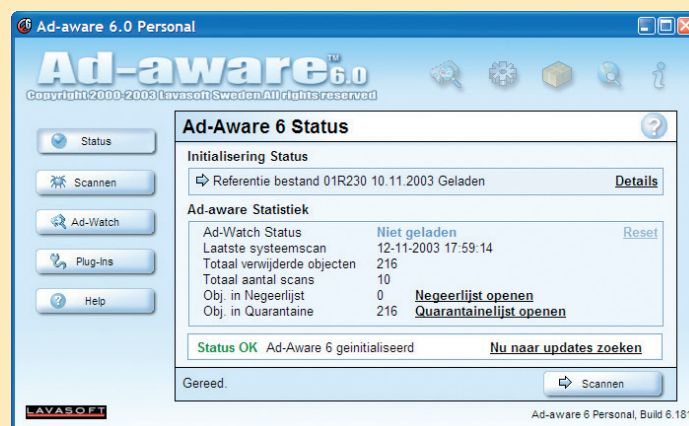 Ad-aware 6.0 Personal
Ad-aware 6.0 ™
Copyright 2000-2003 Lavasoft Sweden All rights reserved
Status
Scannen
Ad-Watch
Plug-Ins
Help
Ad-Aware 6 Status
Initialisering Status
Referentie bestand 01R230 10.11.2003 Geladen Details
Ad-aware Statistiek
Ad-Watch Status Niet geladen Reset
Laatste systeemscan 12-11-2003 17:59:14
Totaal verwijderde objecten 216
Totaal aantal scans 10
Obj. in Negeerlijst 0 Negeerlijst openen
Obj. in Quarantaine 216 Quarantainelijst openen
Status OK Ad-Aware 6 geinitialiseerd Nu naar updates zoeken
Gereed. Scannen
LAVASOFT
Ad-aware 6 Personal, Build 6.181